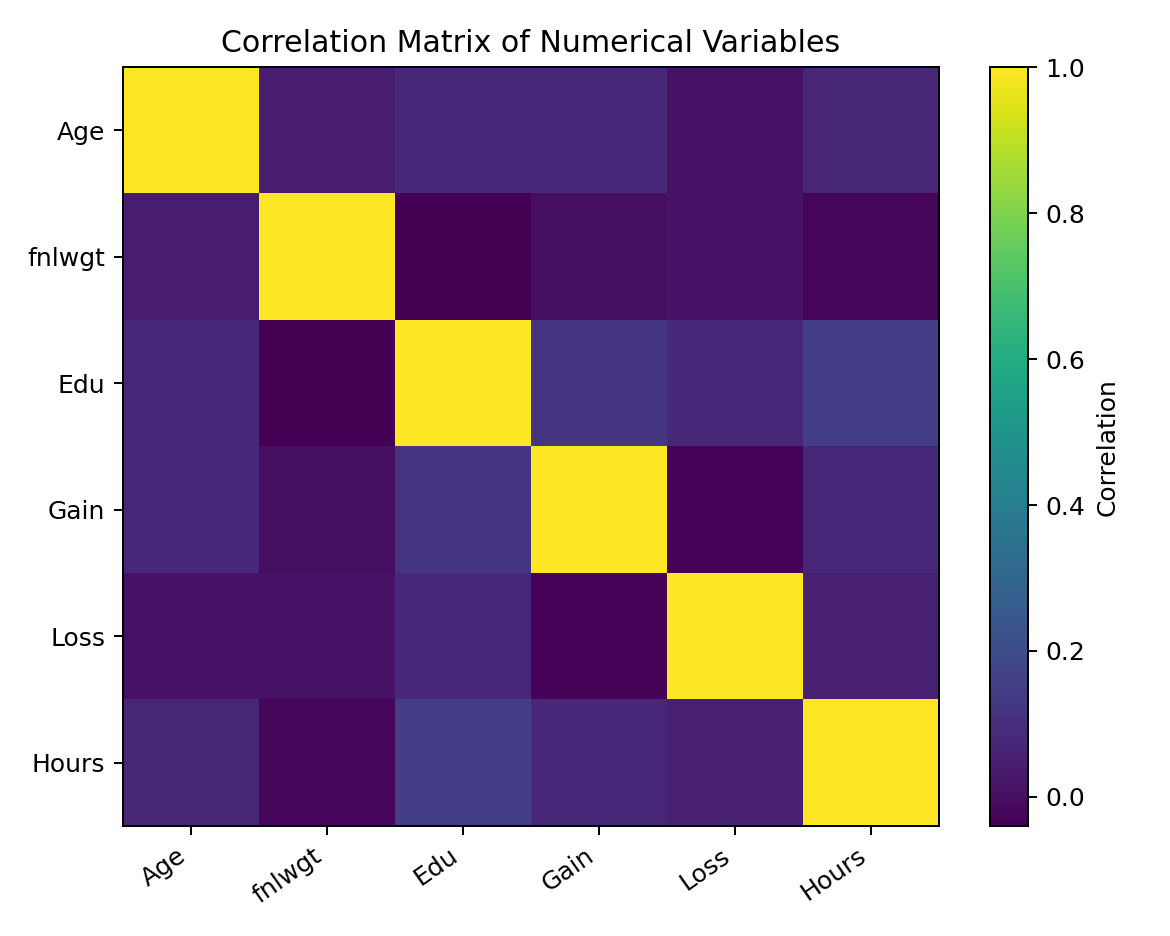 Correlation Matrix of Numerical Variables
Age
fnlwgt
Edu
Gain
Loss
Hours
Age
fnlwgt
Edu
Gain
Loss
Hours
1.0
0.8
0.6
0.4
0.2
0.0
Correlation